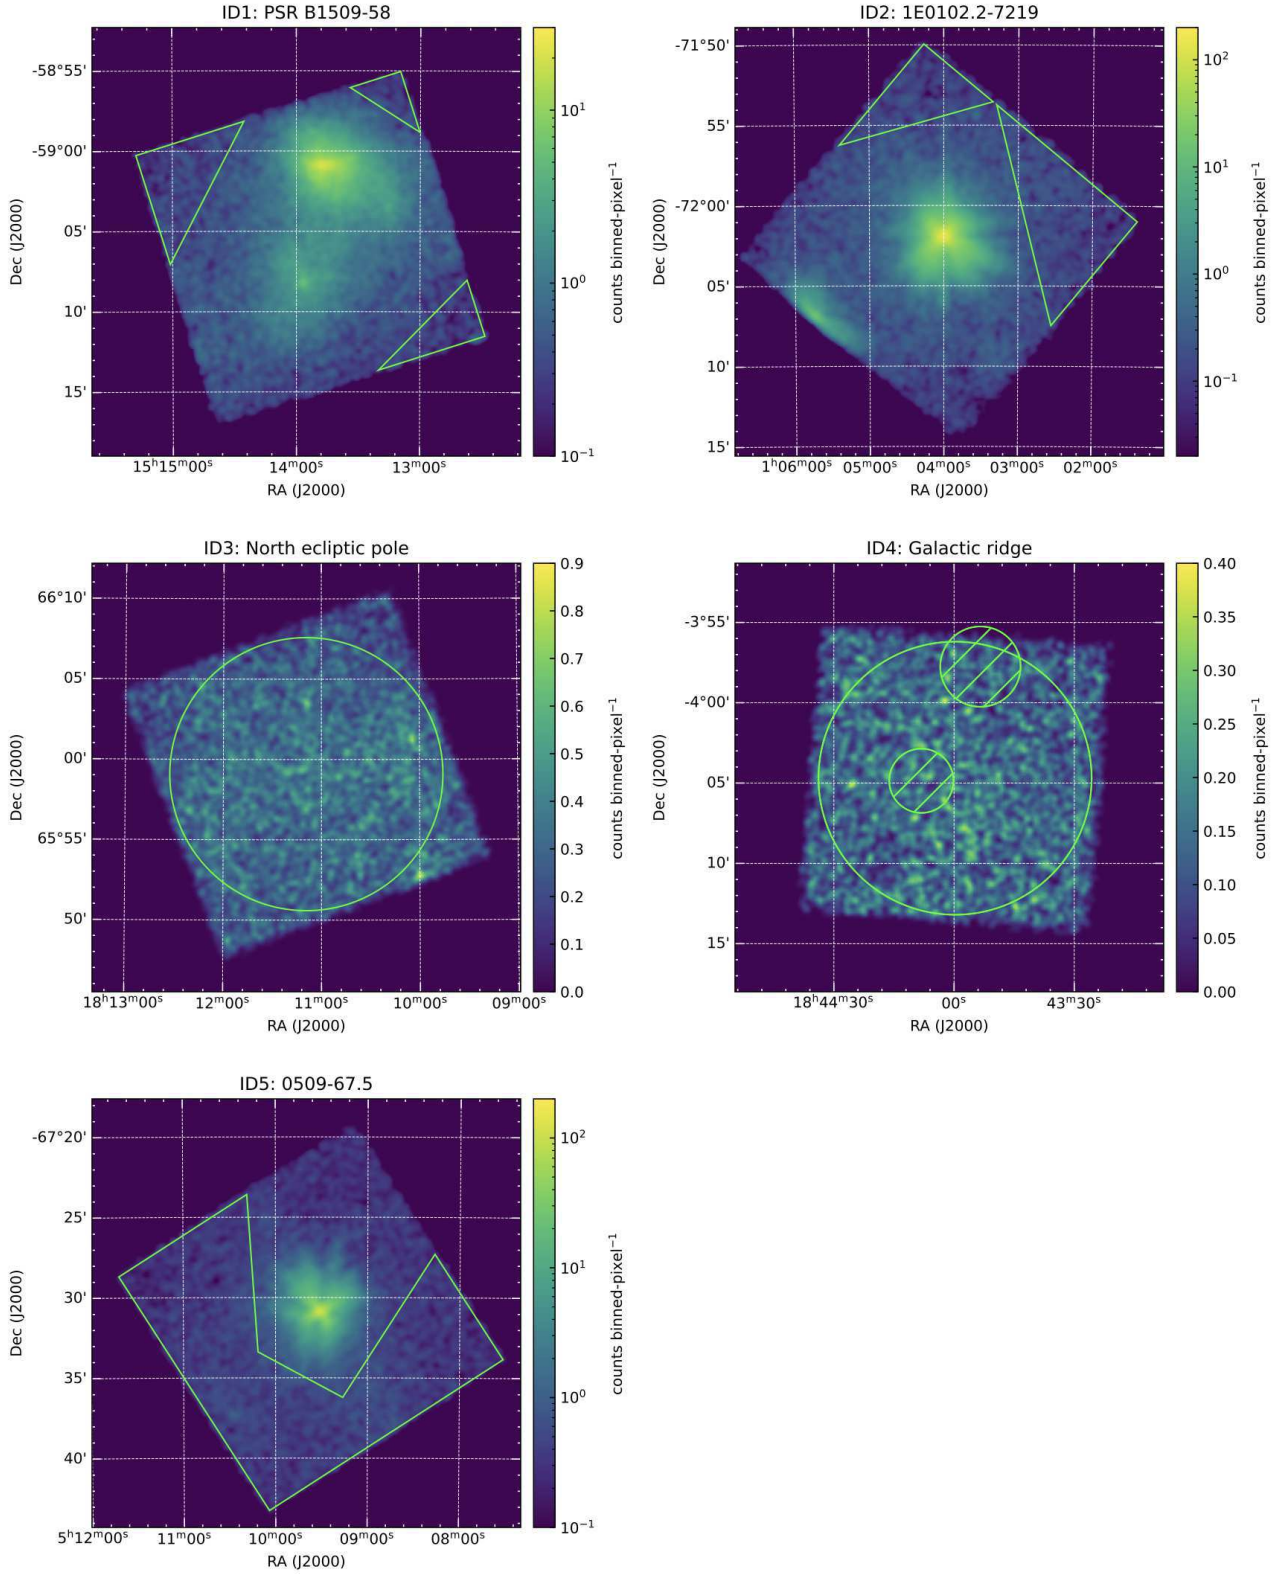 ID1: PSR B1509-58
-58°55'
-59°00'
05'
10'
15'
Dec (J2000)
15ʰ15ᵐ00ˢ 14ᵐ00ˢ 13ᵐ00ˢ
RA (J2000)
10¹
10⁰
10⁻¹
counts binned-pixel⁻¹
ID2: 1E0102.2-7219
-71°50'
55'
-72°00'
05'
10'
15'
Dec (J2000)
1ʰ06ᵐ00ˢ 05ᵐ00ˢ 04ᵐ00ˢ 03ᵐ00ˢ 02ᵐ00ˢ
RA (J2000)
10²
10¹
10⁰
10⁻¹
counts binned-pixel⁻¹
ID3: North ecliptic pole
66°10'
05'
00'
65°55'
50'
Dec (J2000)
18ʰ13ᵐ00ˢ 12ᵐ00ˢ 11ᵐ00ˢ 10ᵐ00ˢ 09ᵐ00ˢ
RA (J2000)
0.9
0.8
0.7
0.6
0.5
0.4
0.3
0.2
0.1
0.0
counts binned-pixel⁻¹
ID4: Galactic ridge
-3°55'
-4°00'
05'
10'
15'
Dec (J2000)
18ʰ44ᵐ30ˢ 00ˢ 43ᵐ30ˢ
RA (J2000)
0.40
0.35
0.30
0.25
0.20
0.15
0.10
0.05
0.00
counts binned-pixel⁻¹
ID5: 0509-67.5
-67°20'
25'
30'
35'
40'
Dec (J2000)
5ʰ12ᵐ00ˢ 11ᵐ00ˢ 10ᵐ00ˢ 09ᵐ00ˢ 08ᵐ00ˢ
RA (J2000)
10²
10¹
10⁰
10⁻¹
counts binned-pixel⁻¹